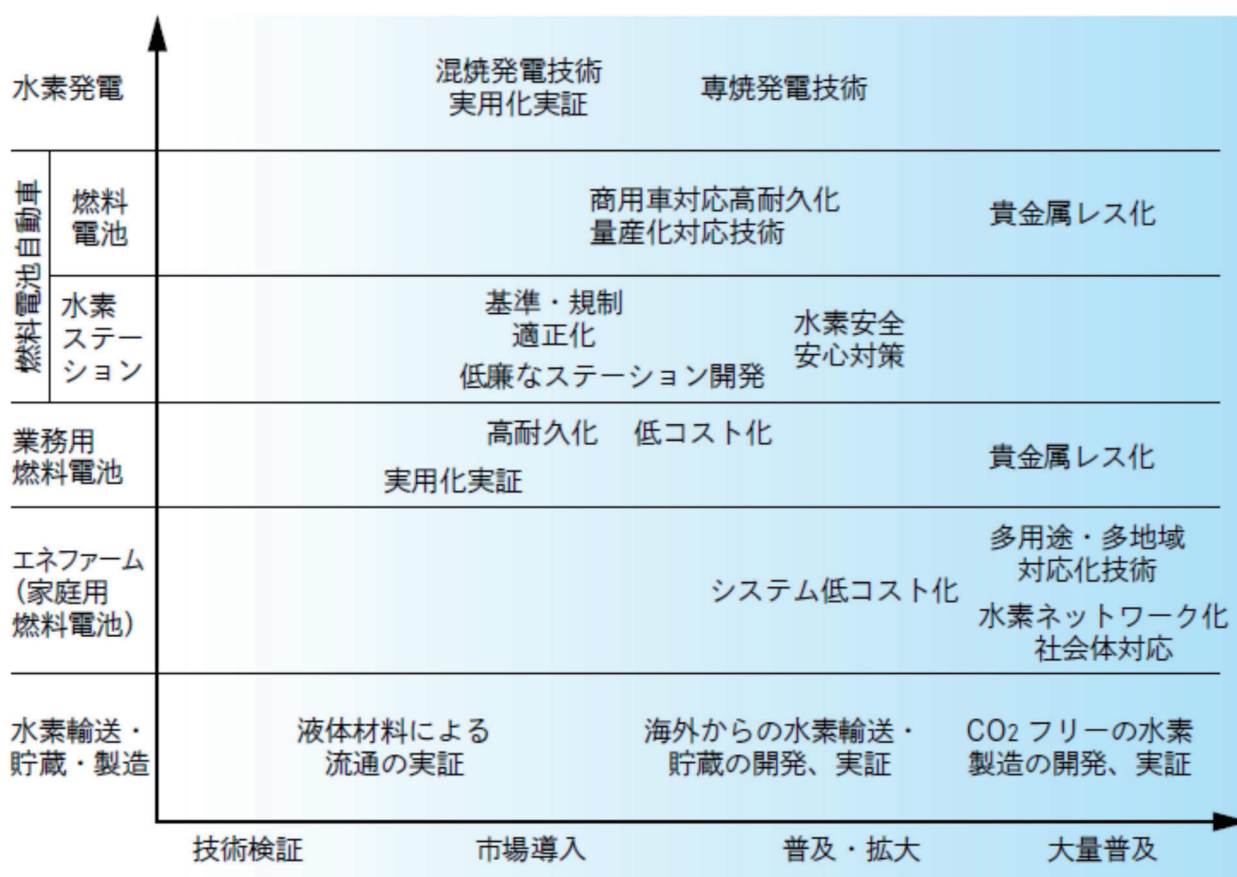 水素発電
混焼発電技術
実用化実証
専焼発電技術
燃料電池自動車
燃料
電池
商用車対応高耐久化
量産化対応技術
貴金属レス化
水素
ステー
ション
基準・規制
適正化
低廉なステーション開発
水素安全
安心対策
業務用
燃料電池
高耐久化
低コスト化
実用化実証
貴金属レス化
エネファーム
(家庭用
燃料電池)
システム低コスト化
多用途・多地域
対応化技術
水素ネットワーク化
社会体対応
水素輸送・
貯蔵・製造
液体材料による
流通の実証
海外からの水素輸送・
貯蔵の開発、実証
CO2フリーの水素
製造の開発、実証
技術検証
市場導入
普及・拡大
大量普及